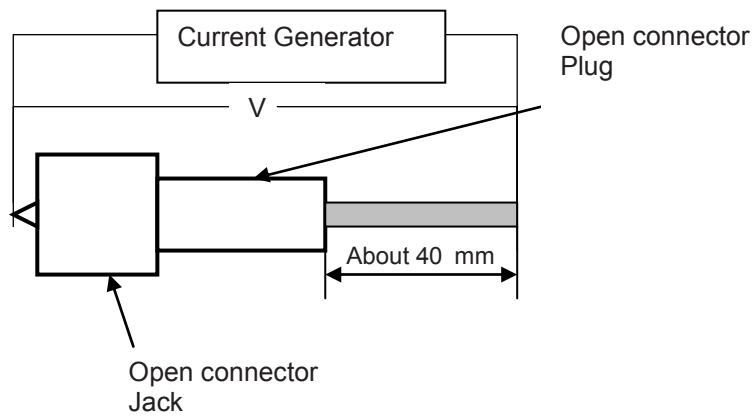 Current Generator
Open connector
Plug
V
About 40 mm
Open connector
Jack